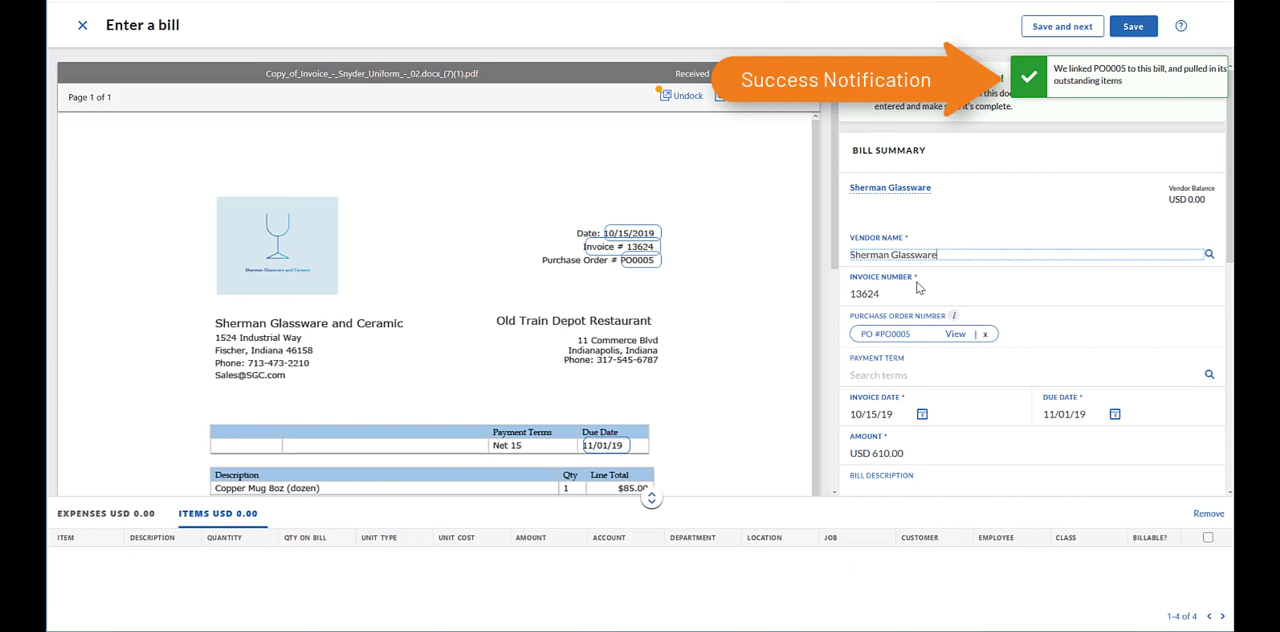 Enter a bill
Save and next
Save
Copy_of_Invoice_-_Snyder_Uniform_-_02.docx_(7)(1).pdf
Received
Success Notification
We linked PO0005 to this bill, and pulled in its
outstanding items
Page 1 of 1
Undock
entered and make
it's complete.
BILL SUMMARY
Sherman Glassware
Vendor Balance
USD 0.00
VENDOR NAME *
Sherman Glassware
INVOICE NUMBER *
13624
PURCHASE ORDER NUMBER i
PO #PO0005 View | x
PAYMENT TERM
Search terms
INVOICE DATE *
10/15/19
DUE DATE *
11/01/19
AMOUNT *
USD 610.00
BILL DESCRIPTION
Date: 10/15/2019
Invoice # 13624
Purchase Order # PO0005
Sherman Glassware and Ceramic
Sherman Glassware and Ceramic
1524 Industrial Way
Fischer, Indiana 46158
Phone: 713-473-2210
Sales@SGC.com
Old Train Depot Restaurant
11 Commerce Blvd
Indianapolis, Indiana
Phone: 317-545-6787
Payment Terms Due Date
Net 15 11/01/19
Description Qty Line Total
Copper Mug 8oz (dozen) 1 $85.00
EXPENSES USD 0.00 ITEMS USD 0.00 Remove
ITEM DESCRIPTION QUANTITY QTY ON BILL UNIT TYPE UNIT COST AMOUNT ACCOUNT DEPARTMENT LOCATION JOB CUSTOMER EMPLOYEE CLASS BILLABLE?
1-4 of 4